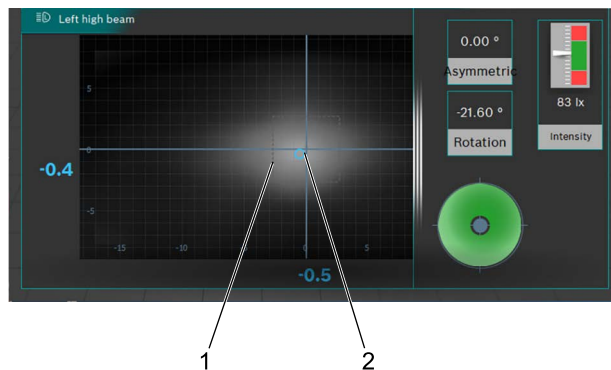 Left high beam
0.00 °
Asymmetric
-21.60 °
Rotation
83 lx
Intensity
5
0
-5
-0.4
-15
-10
0
5
-0.5
1
2